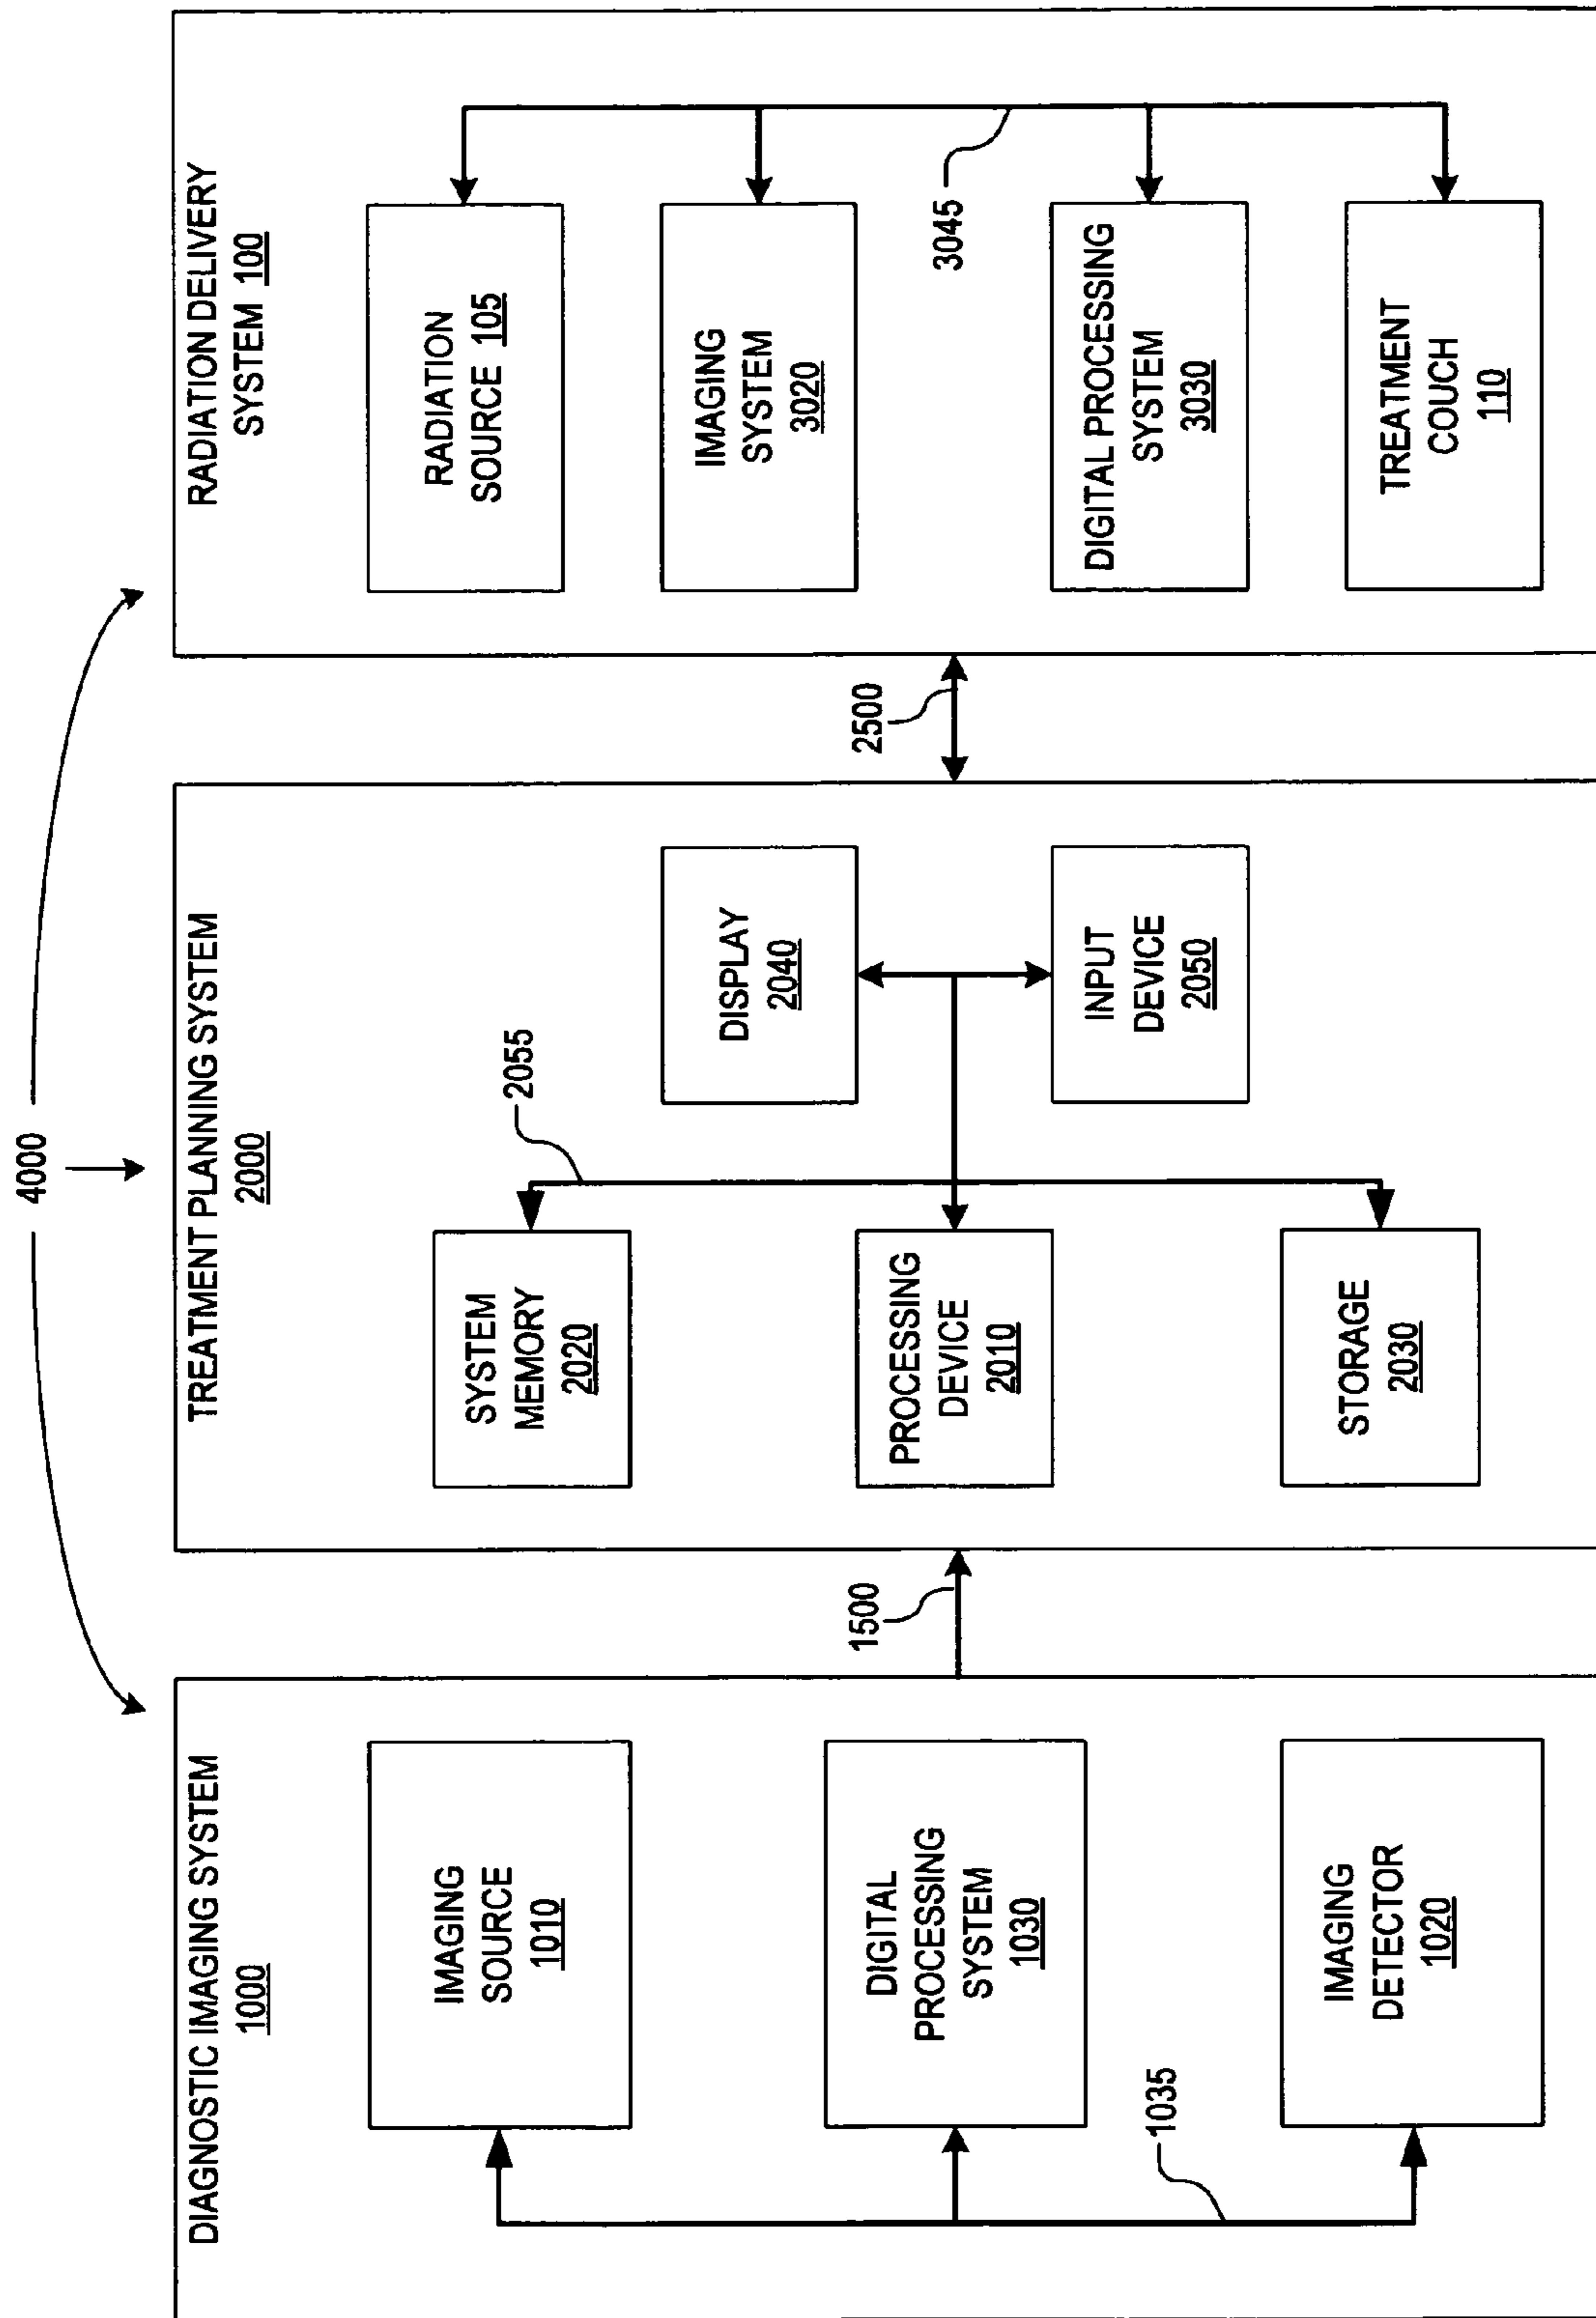 4000
DIAGNOSTIC IMAGING SYSTEM
1000
IMAGING
SOURCE
1010
DIGITAL
PROCESSING
SYSTEM
1030
IMAGING
DETECTOR
1020
1035
1500
TREATMENT PLANNING SYSTEM
2000
2055
SYSTEM
MEMORY
2020
PROCESSING
DEVICE
2010
STORAGE
2030
DISPLAY
2040
INPUT
DEVICE
2050
2500
RADIATION DELIVERY
SYSTEM 100
RADIATION
SOURCE 105
IMAGING
SYSTEM
3020
3045
DIGITAL PROCESSING
SYSTEM
3030
TREATMENT
COUCH
110